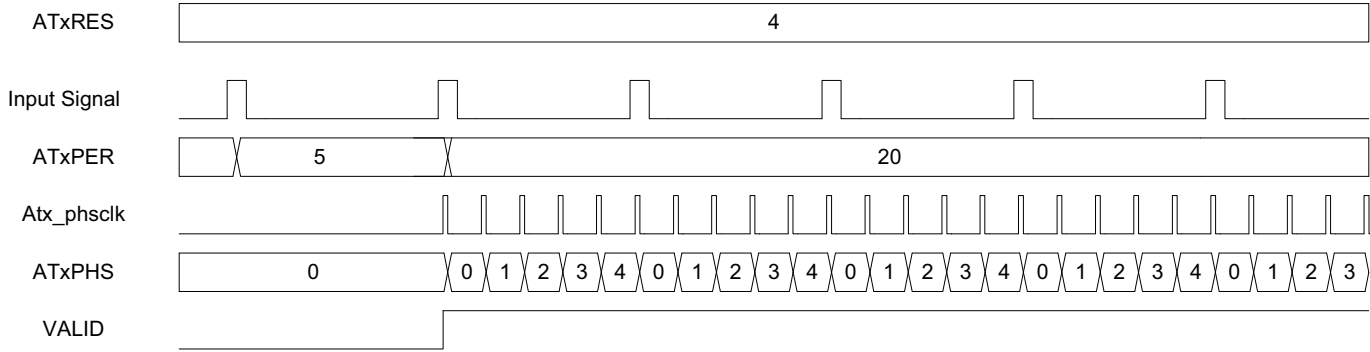 ATxRES 4
Input Signal
ATxPER 5 20
Atx_phsclk
ATxPHS 0 0 1 2 3 4 0 1 2 3 4 0 1 2 3 4 0 1 2 3 4 0 1 2 3
VALID